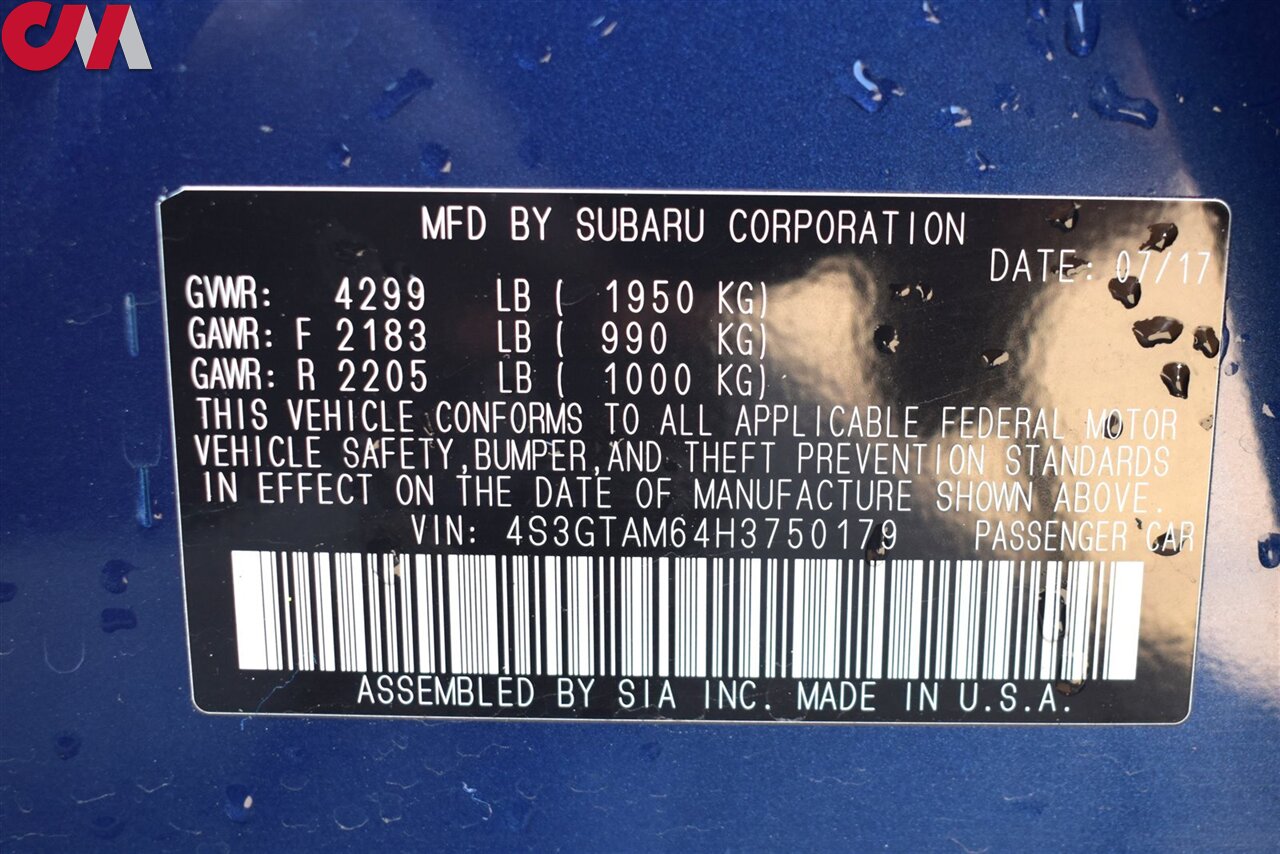 CM
MFD BY SUBARU CORPORATION
DATE: 07/17
GVWR: 4299 LB ( 1950 KG)
GAWR: F 2183 LB ( 990 KG)
GAWR: R 2205 LB ( 1000 KG)
THIS VEHICLE CONFORMS TO ALL APPLICABLE FEDERAL MOTOR
VEHICLE SAFETY,BUMPER,AND THEFT PREVENTION STANDARDS
IN EFFECT ON THE DATE OF MANUFACTURE SHOWN ABOVE.
VIN: 4S3GTAM64H3750179 PASSENGER CAR
ASSEMBLED BY SIA INC. MADE IN U.S.A.